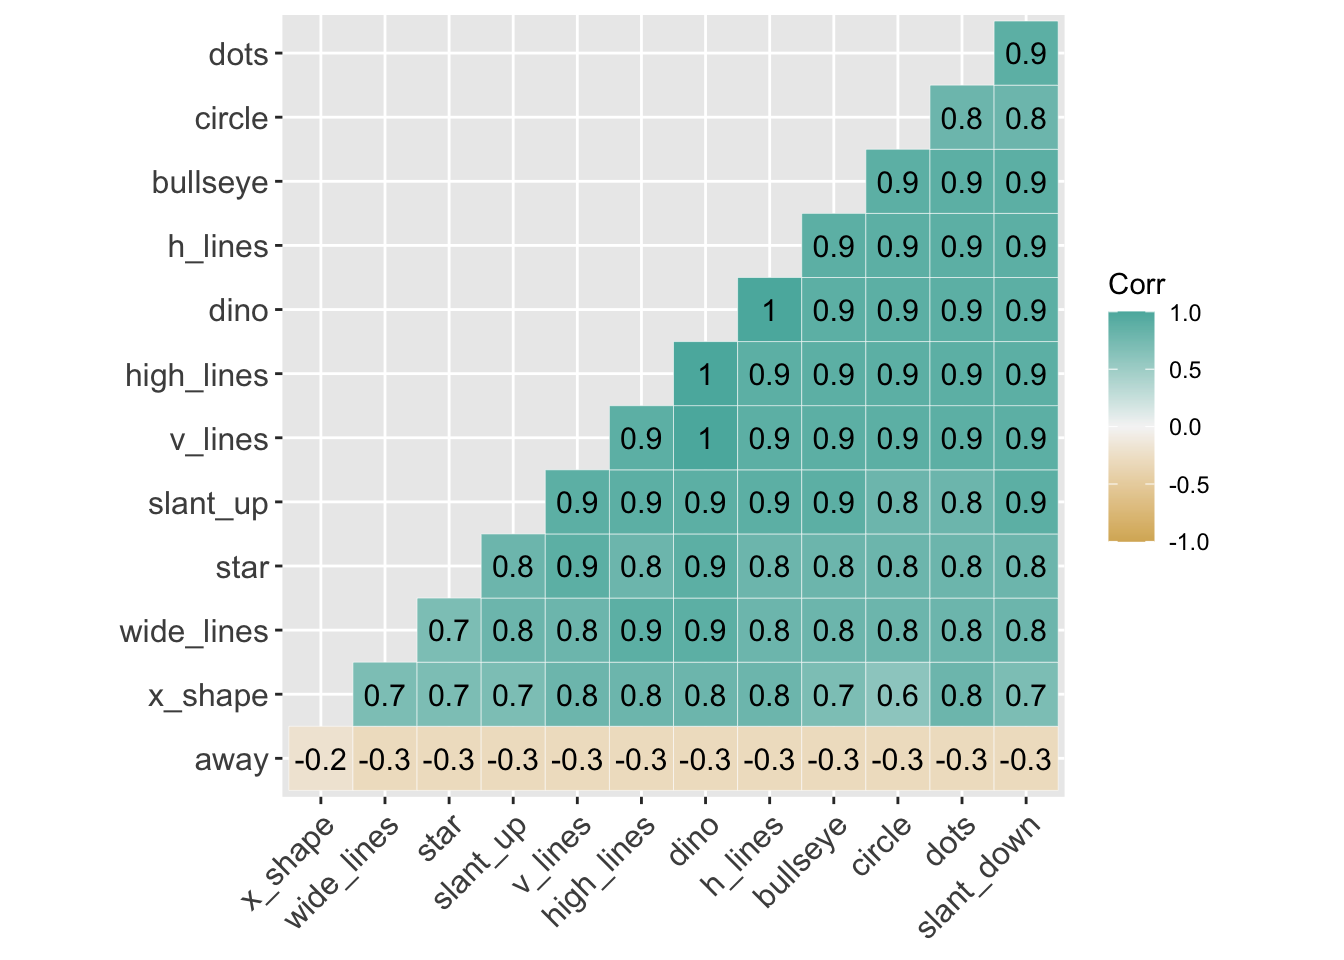 dots 0.9
circle 0.8 0.8
bullseye 0.9 0.9 0.9
h_lines 0.9 0.9 0.9 0.9
dino 1 0.9 0.9 0.9 0.9
high_lines 1 0.9 0.9 0.9 0.9 0.9
v_lines 0.9 1 0.9 0.9 0.9 0.9 0.9
slant_up 0.9 0.9 0.9 0.9 0.9 0.8 0.8 0.9
star 0.8 0.9 0.8 0.9 0.8 0.8 0.8 0.8 0.8
wide_lines 0.7 0.8 0.8 0.9 0.9 0.8 0.8 0.8 0.8 0.8
x_shape 0.7 0.7 0.7 0.8 0.8 0.8 0.8 0.7 0.6 0.8 0.7
away -0.2 -0.3 -0.3 -0.3 -0.3 -0.3 -0.3 -0.3 -0.3 -0.3 -0.3 -0.3
x_shape wide_lines star slant_up v_lines high_lines dino h_lines bullseye circle dots slant_down
Corr
1.0
0.5
0.0
-0.5
-1.0